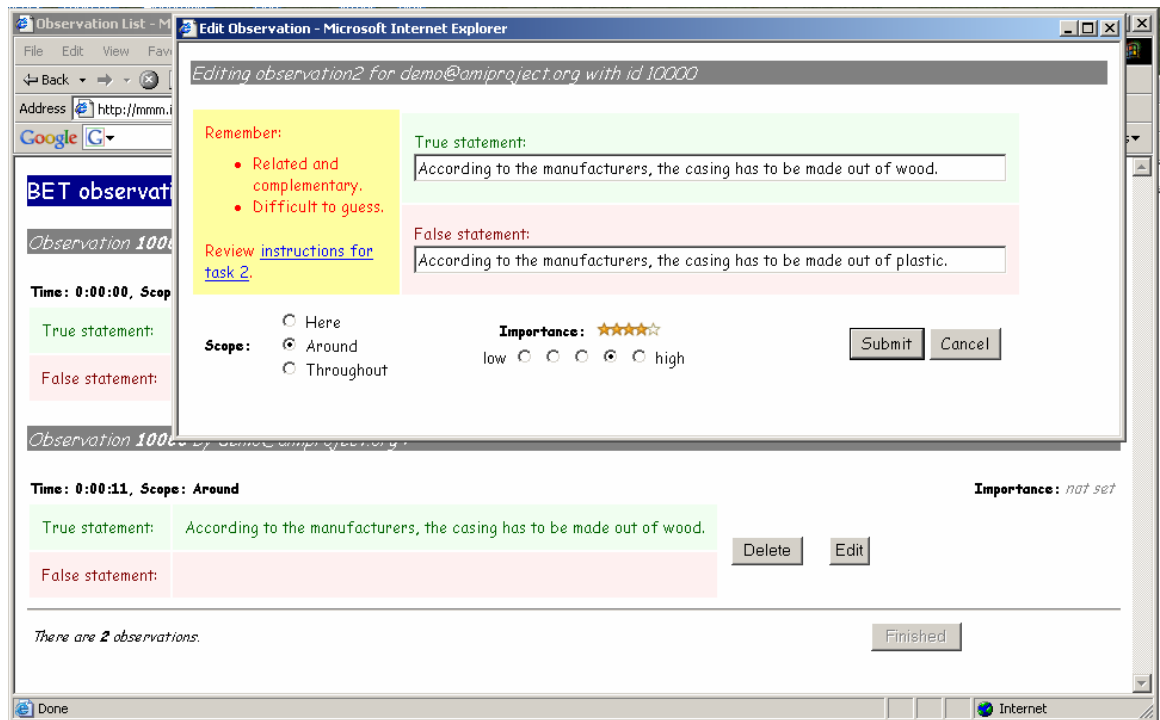 Observation List - M
Edit Observation - Microsoft Internet Explorer
File Edit View Fav
Back
Address http://mmm.i
Google G
Editing observation2 for demo@amiproject.org with id 10000
Remember:
• Related and
complementary.
• Difficult to guess.
Review instructions for
task 2.
True statement:
According to the manufacturers, the casing has to be made out of wood.
False statement:
According to the manufacturers, the casing has to be made out of plastic.
Scope:
Here
Around
Throughout
Importance:
low high
Submit Cancel
BET observati
Observation 100
Time: 0:00:00, Scop
True statement:
False statement:
Observation 100 by demo@amiproject.org
Time: 0:00:11, Scope: Around
Importance: not set
True statement: According to the manufacturers, the casing has to be made out of wood.
False statement:
Delete Edit
There are 2 observations.
Finished
Done
Internet